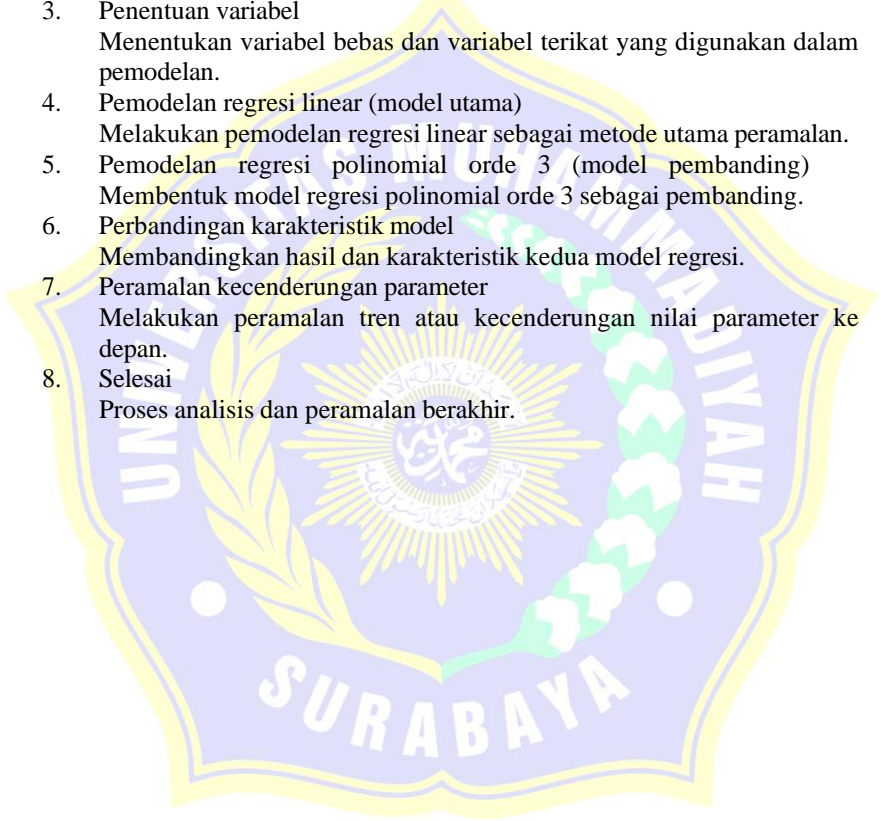 3. Penentuan variabel
Menentukan variabel bebas dan variabel terikat yang digunakan dalam
pemodelan.
4. Pemodelan regresi linear (model utama)
Melakukan pemodelan regresi linear sebagai metode utama peramalan.
5. Pemodelan regresi polinomial orde 3 (model pembanding)
Membentuk model regresi polinomial orde 3 sebagai pembanding.
6. Perbandingan karakteristik model
Membandingkan hasil dan karakteristik kedua model regresi.
7. Peramalan kecenderungan parameter
Melakukan peramalan tren atau kecenderungan nilai parameter ke
depan.
8. Selesai
Proses analisis dan peramalan berakhir.
UNIVERSITAS MUHAMMADIYAH
SURABAYA